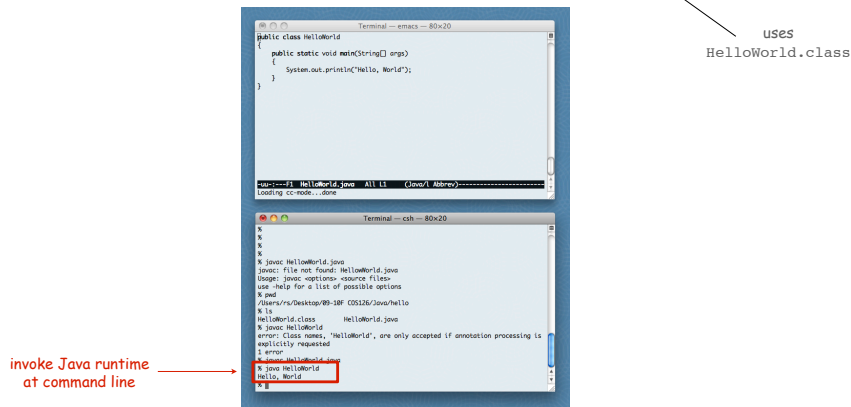 Terminal — emacs — 80×20
public class HelloWorld
{
public static void main(String[] args)
{
System.out.println("Hello, World");
}
}
-uu-:---F1 HelloWorld.java All L1 (Java/l Abbrev)------------------------
Loading cc-mode...done
uses
HelloWorld.class
Terminal — csh — 80×20
%
%
%
%
% javac HellowWorld.java
javac: file not found: HellowWorld.java
Usage: javac <options> <source files>
use -help for a list of possible options
% pwd
/Users/rs/Desktop/09-10F COS126/Java/hello
% ls
HelloWorld.class HelloWorld.java
% javac HelloWorld
error: Class names, 'HelloWorld', are only accepted if annotation processing is
explicitly requested
1 error
% javac HelloWorld.java
% java HelloWorld
Hello, World
%
invoke Java runtime
at command line